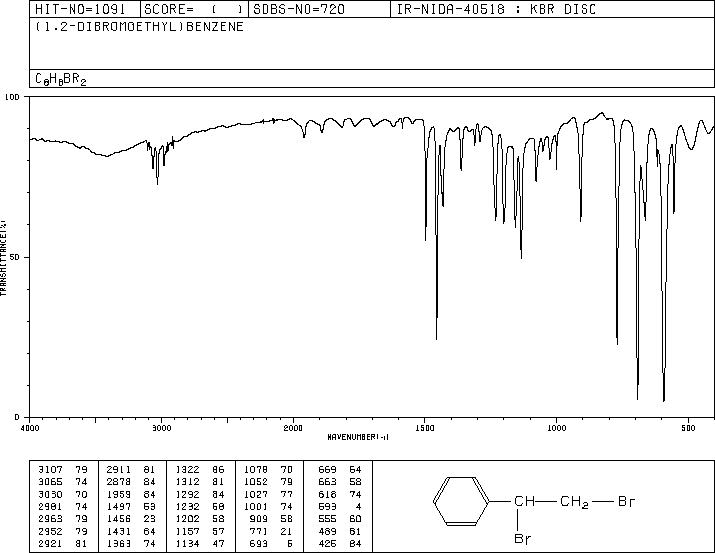 HIT-NO=1091 SCORE= ( ) SDBS-NO=720 IR-NIDA-40518 : KBR DISC
(1.2-DIBROMOETHYL)BENZENE
C8H8BR2
100
50
0
TRANSMITTANCE(%)
4000 3000 2000 1500 1000 500
WAVENUMBER(-1)
3107 79 2911 81 1322 86 1078 70 669 64
3065 74 2878 84 1312 81 1052 79 663 58
3030 70 1959 84 1292 84 1027 77 618 74
2981 74 1497 53 1232 58 1001 74 593 4
2963 79 1456 23 1202 58 909 58 555 60
2952 79 1431 64 1157 57 771 21 489 81
2921 81 1363 74 1134 47 693 5 426 84
CH CH2 Br
Br